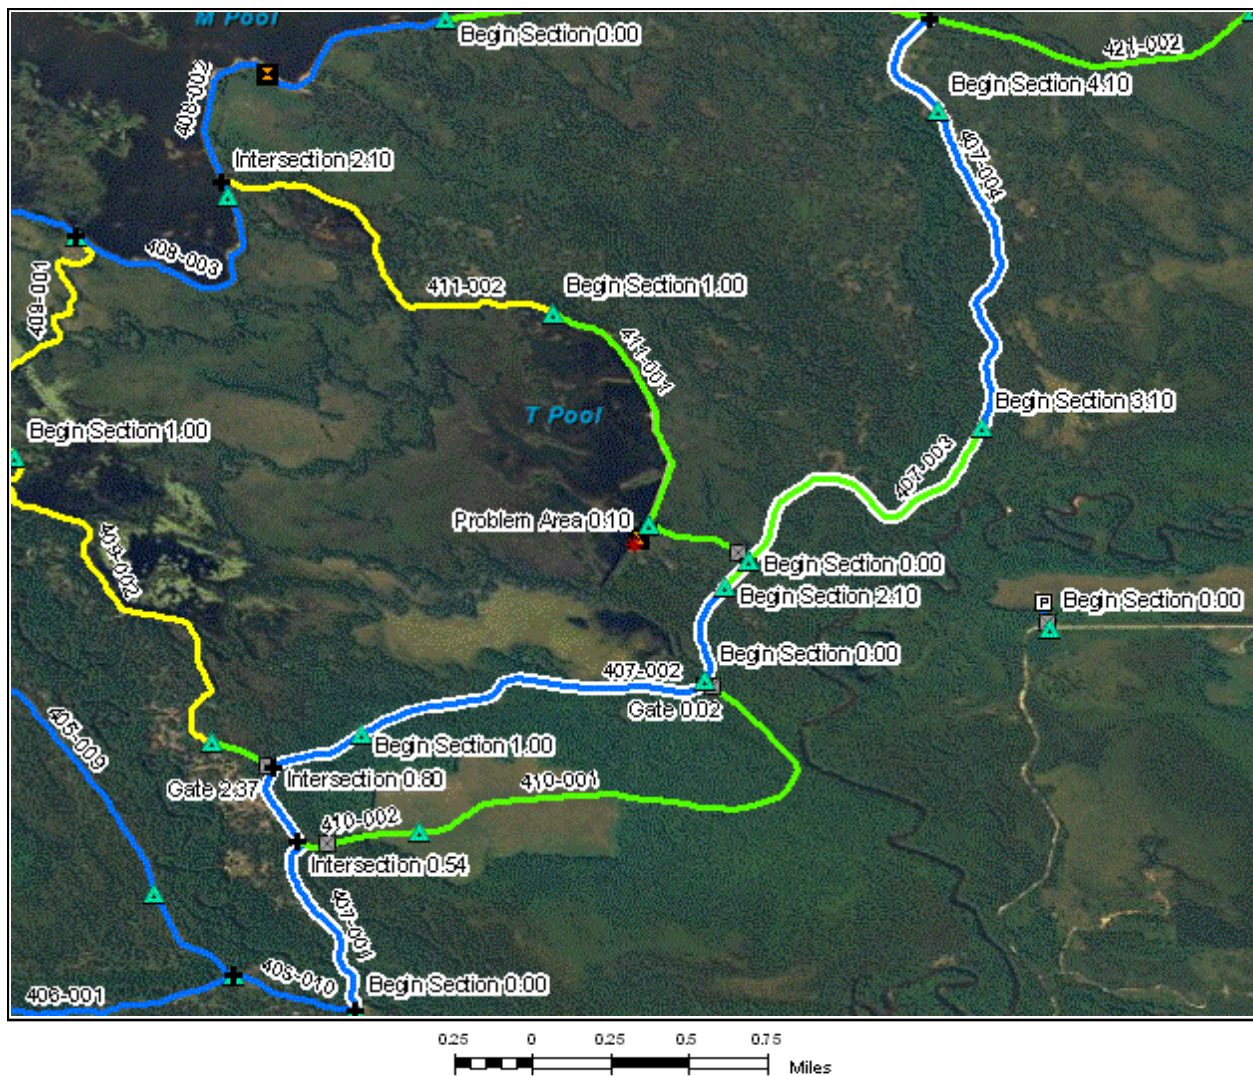 M Pool
Begin Section 0.00
421-002
408-002
Begin Section 4.10
407-004
Intersection 2.10
409-001
408-003
411-002
Begin Section 1.00
411-001
T Pool
Begin Section 3.10
Begin Section 1.00
407-003
Problem Area 0.10
409-002
Begin Section 0.00
Begin Section 2.10
P
Begin Section 0.00
Begin Section 0.00
407-002
Gate 0.02
405-009
Begin Section 1.00
Gate 2.37
Intersection 0.80
410-001
410-002
Intersection 0.54
407-001
405-010
Begin Section 0.00
406-001
0.25 0 0.25 0.5 0.75
Miles